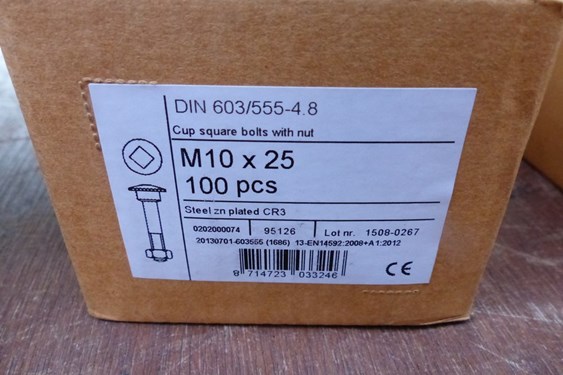 DIN 603/555-4.8
Cup square bolts with nut
M10 x 25
100 pcs
Steel zn plated CR3
0202000074 95126 Lot nr. 1508-0267
20130701-603555 (1686) 13-EN14592:2008+A1:2012
8 714723 033246 CE